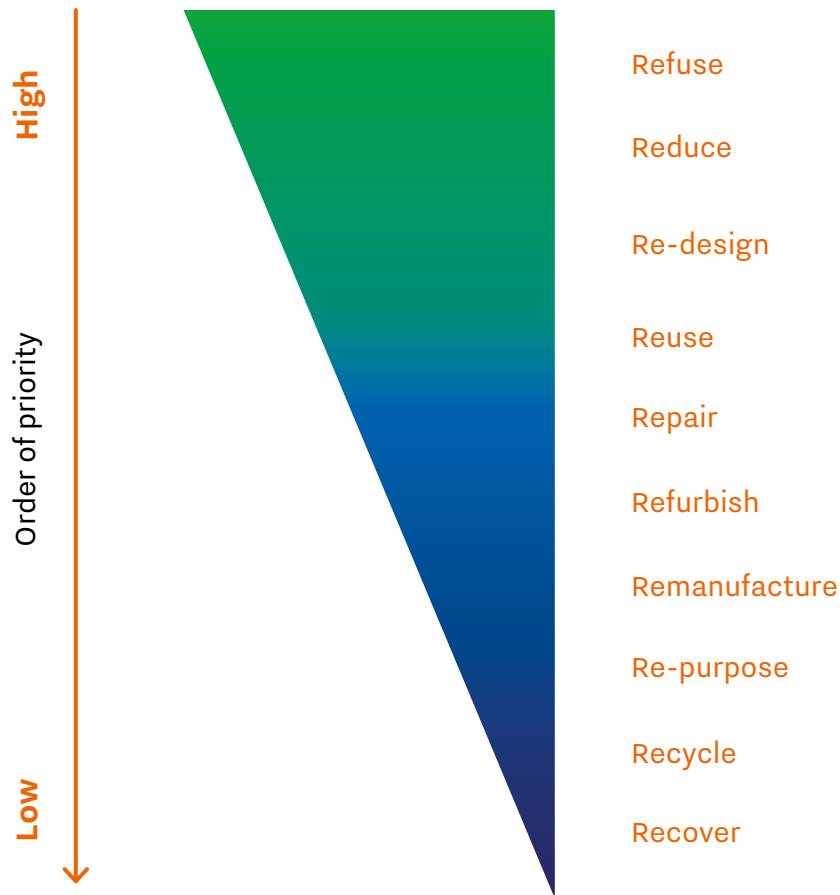 High
Order of priority
Low
Refuse
Reduce
Re-design
Reuse
Repair
Refurbish
Remanufacture
Re-purpose
Recycle
Recover